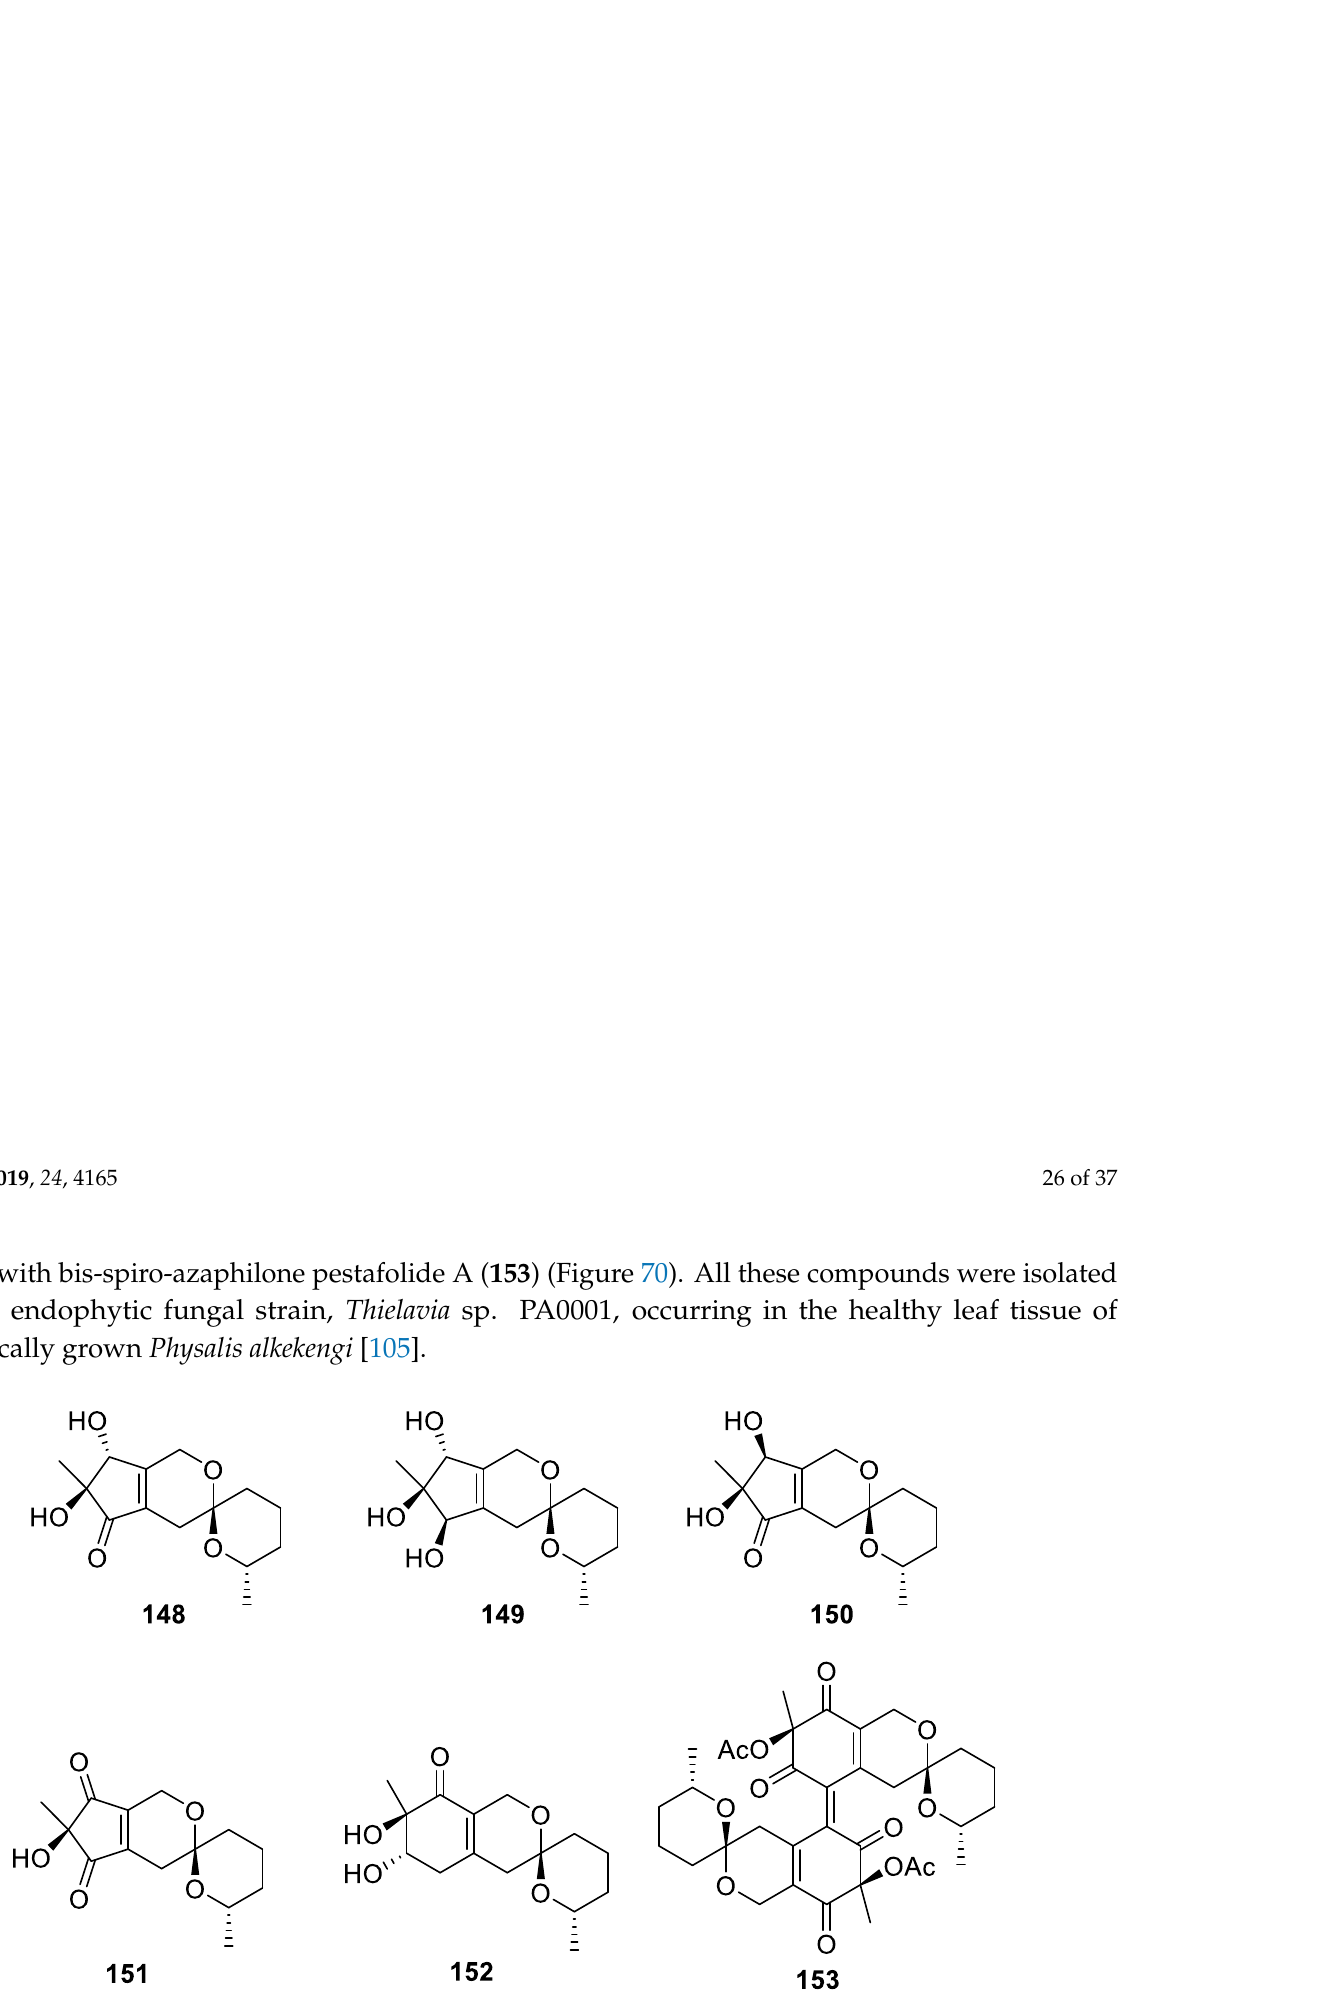 019, 24, 4165 26 of 37
with bis-spiro-azaphilone pestafolide A (153) (Figure 70). All these compounds were isolated
endophytic fungal strain, Thielavia sp. PA0001, occurring in the healthy leaf tissue of
cally grown Physalis alkekengi [105].
HO HO HO
O O O
HO HO HO
O O O
O HO O
148 149 150
O
O
AcO O
O
O O
O O
O O
HO
HO OAc
HO
O O
O O
O
151 152 153